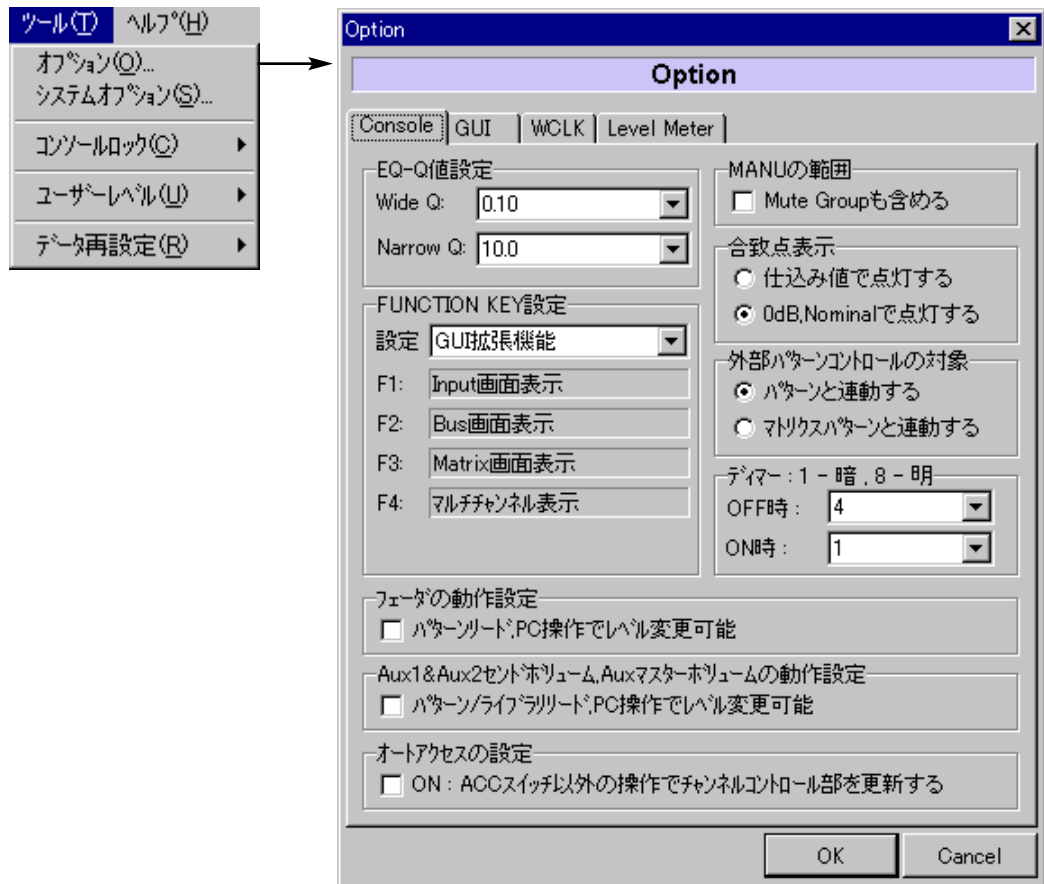 ツール(T) ヘルプ(H)
オプション(O)...
システムオプション(S)...
コンソールロック(C)
ユーザーレベル(U)
データ再設定(R)
Option
Option
Console GUI WCLK Level Meter
EQ-Q値設定
Wide Q: 0.10
Narrow Q: 10.0
FUNCTION KEY設定
設定 GUI拡張機能
F1: Input画面表示
F2: Bus画面表示
F3: Matrix画面表示
F4: マルチチャンネル表示
MANUの範囲
Mute Groupも含める
合致点表示
仕込み値で点灯する
0dB,Nominalで点灯する
外部パターンコントロールの対象
パターンと連動する
マトリクスパターンと連動する
ディマー : 1 - 暗 , 8 - 明
OFF時 : 4
ON時 : 1
フェーダの動作設定
パターンリード,PC操作でレベル変更可能
Aux1&Aux2センドボリューム,Auxマスターボリュームの動作設定
パターン/ライブラリリード,PC操作でレベル変更可能
オートアクセスの設定
ON : ACCスイッチ以外の操作でチャンネルコントロール部を更新する
OK Cancel